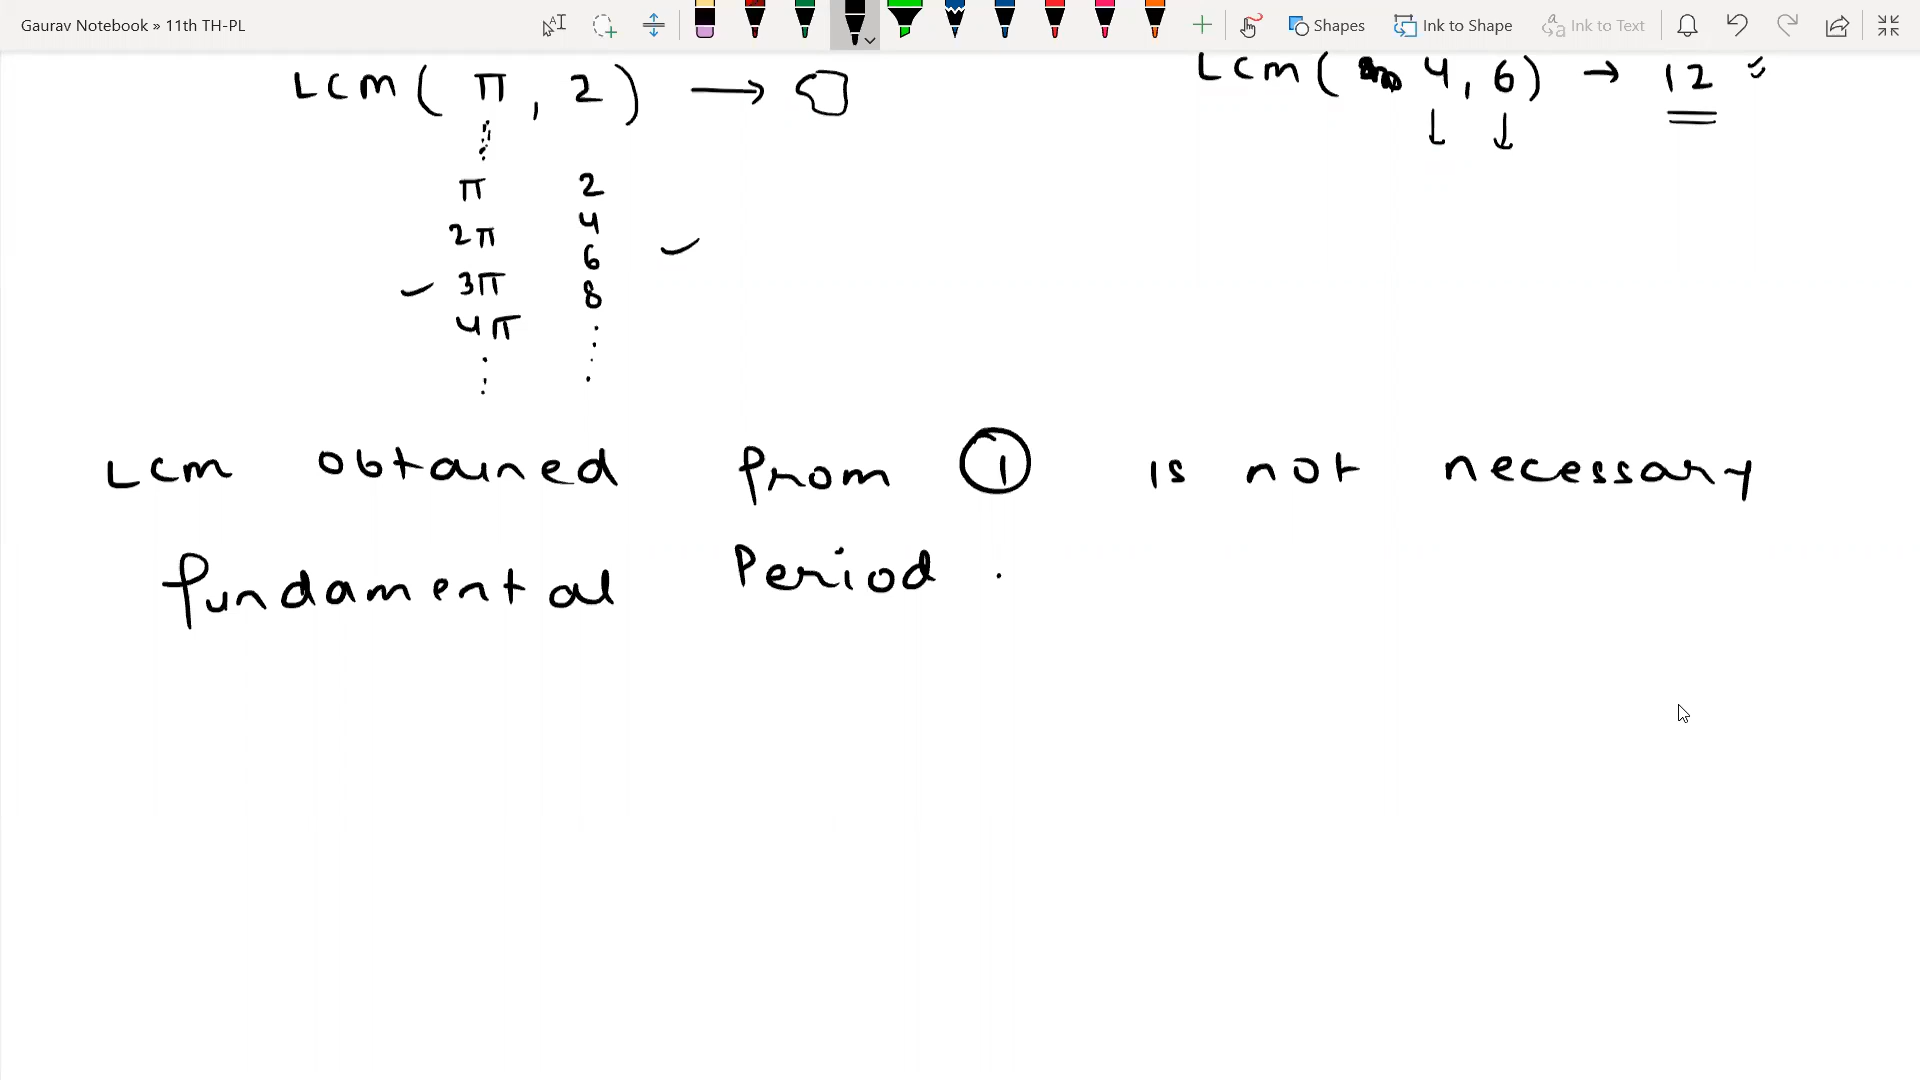 Gaurav Notebook » 11th TH-PL
Shapes
Ink to Shape
Ink to Text
LCM ( π , 2 ) →
LCM ( 4 , 6 ) → 12
π 2
2π 4
3π 6
4π 8
LCM obtained from ① is not necessary
fundamental Period .